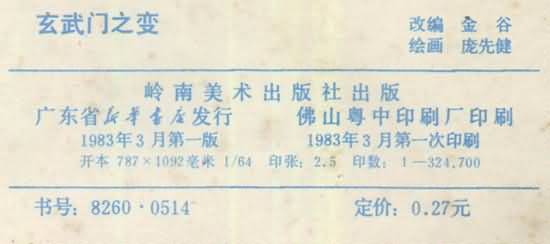 玄武门之变
改编 金谷
绘画 庞先健
岭南美术出版社出版
广东省新华书店发行 佛山粤中印刷厂印刷
1983年3月第一版 1983年3月第一次印刷
开本 787×1092毫米 1/64 印张：2.5 印数：1—324,700
书号：8260·0514 定价：0.27元